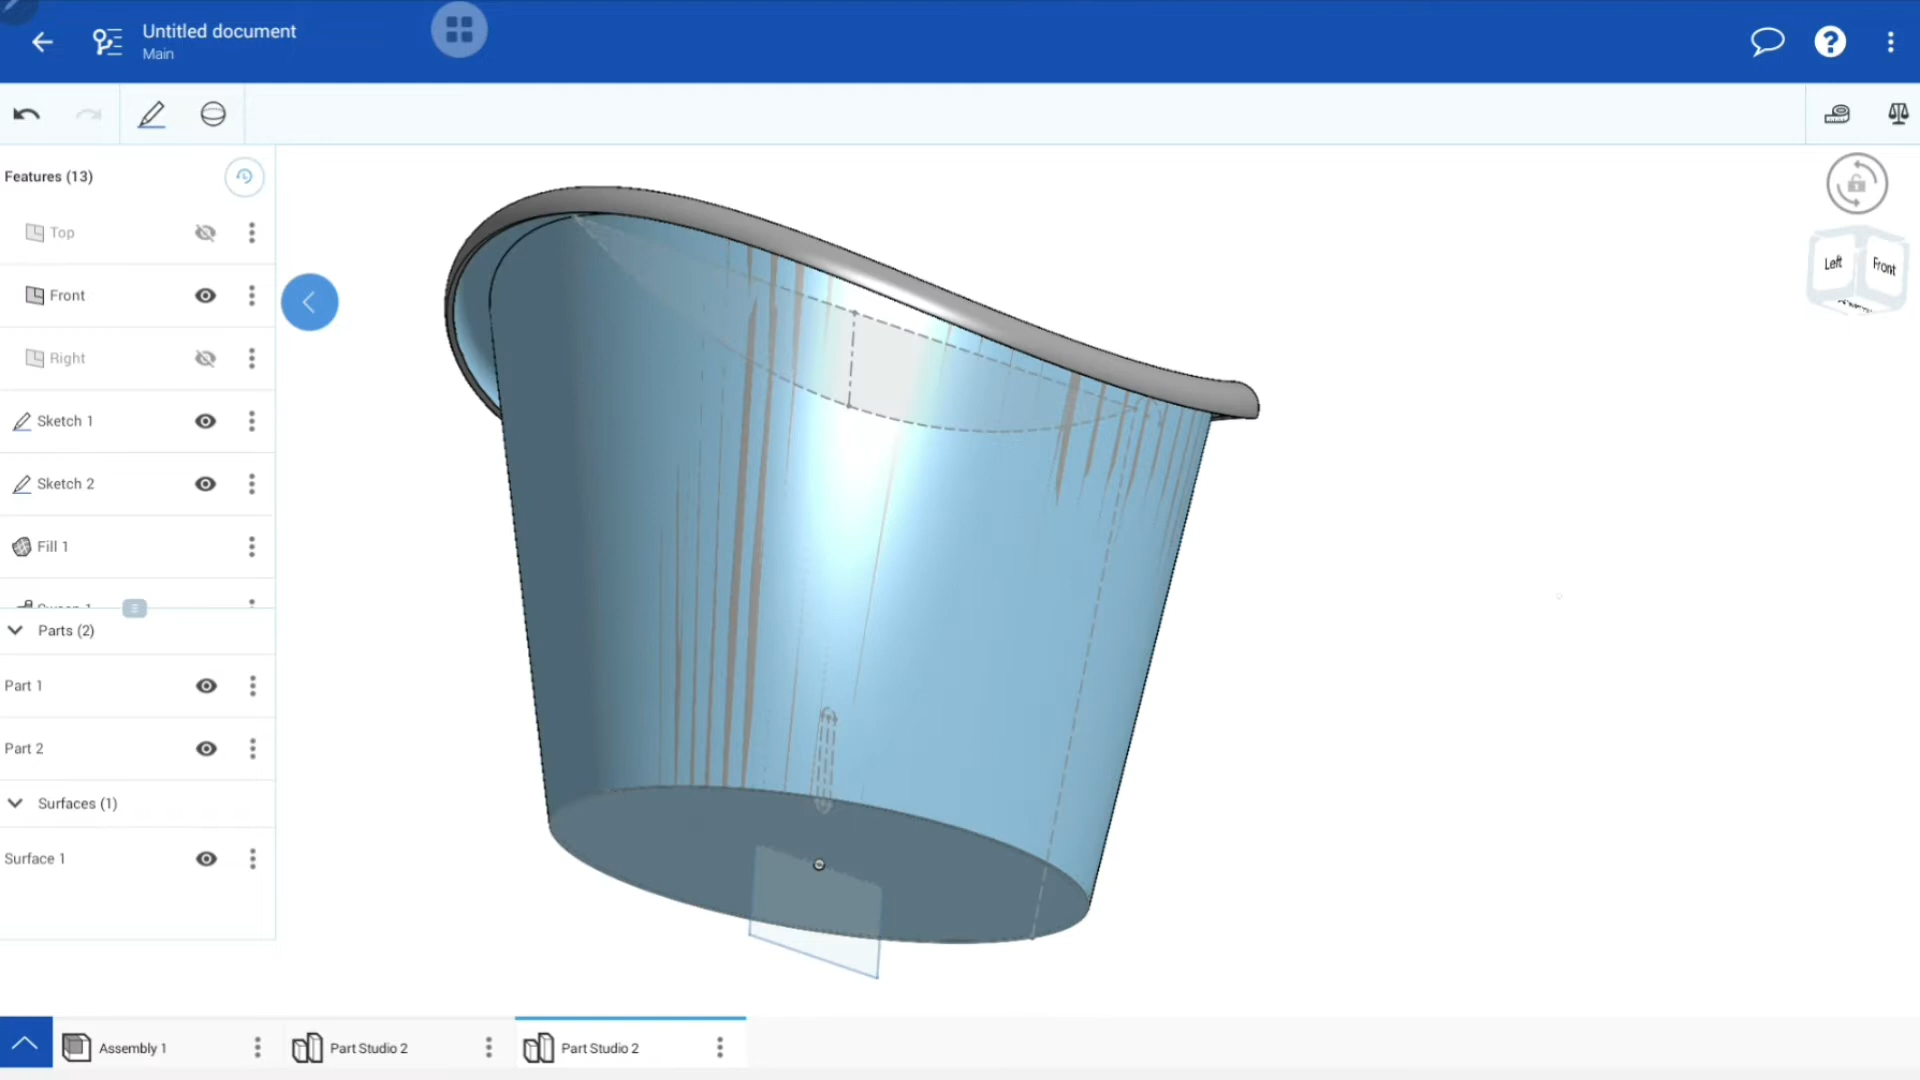 Untitled document
Main
Features (13)
Top
Front
Right
Sketch 1
Sketch 2
Fill 1
Parts (2)
Part 1
Part 2
Surfaces (1)
Surface 1
Left
Front
Assembly 1
Part Studio 2
Part Studio 2